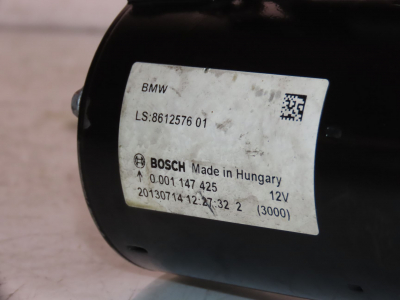 BMW
LS:8612576 01
BOSCH Made in Hungary
↑ 0 001 147 425 12V
20130714 12:27:32 2 (3000)